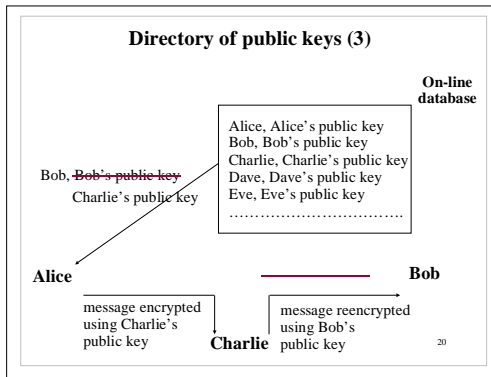 Directory of public keys (3)
On-line
database
Alice, Alice’s public key
Bob, Bob’s public key
Charlie, Charlie’s public key
Dave, Dave’s public key
Eve, Eve’s public key
…………………………….
Bob, Bob’s public key
Charlie’s public key
Alice
Bob
message encrypted
using Charlie’s
public key
Charlie
message reencrypted
using Bob’s
public key
20